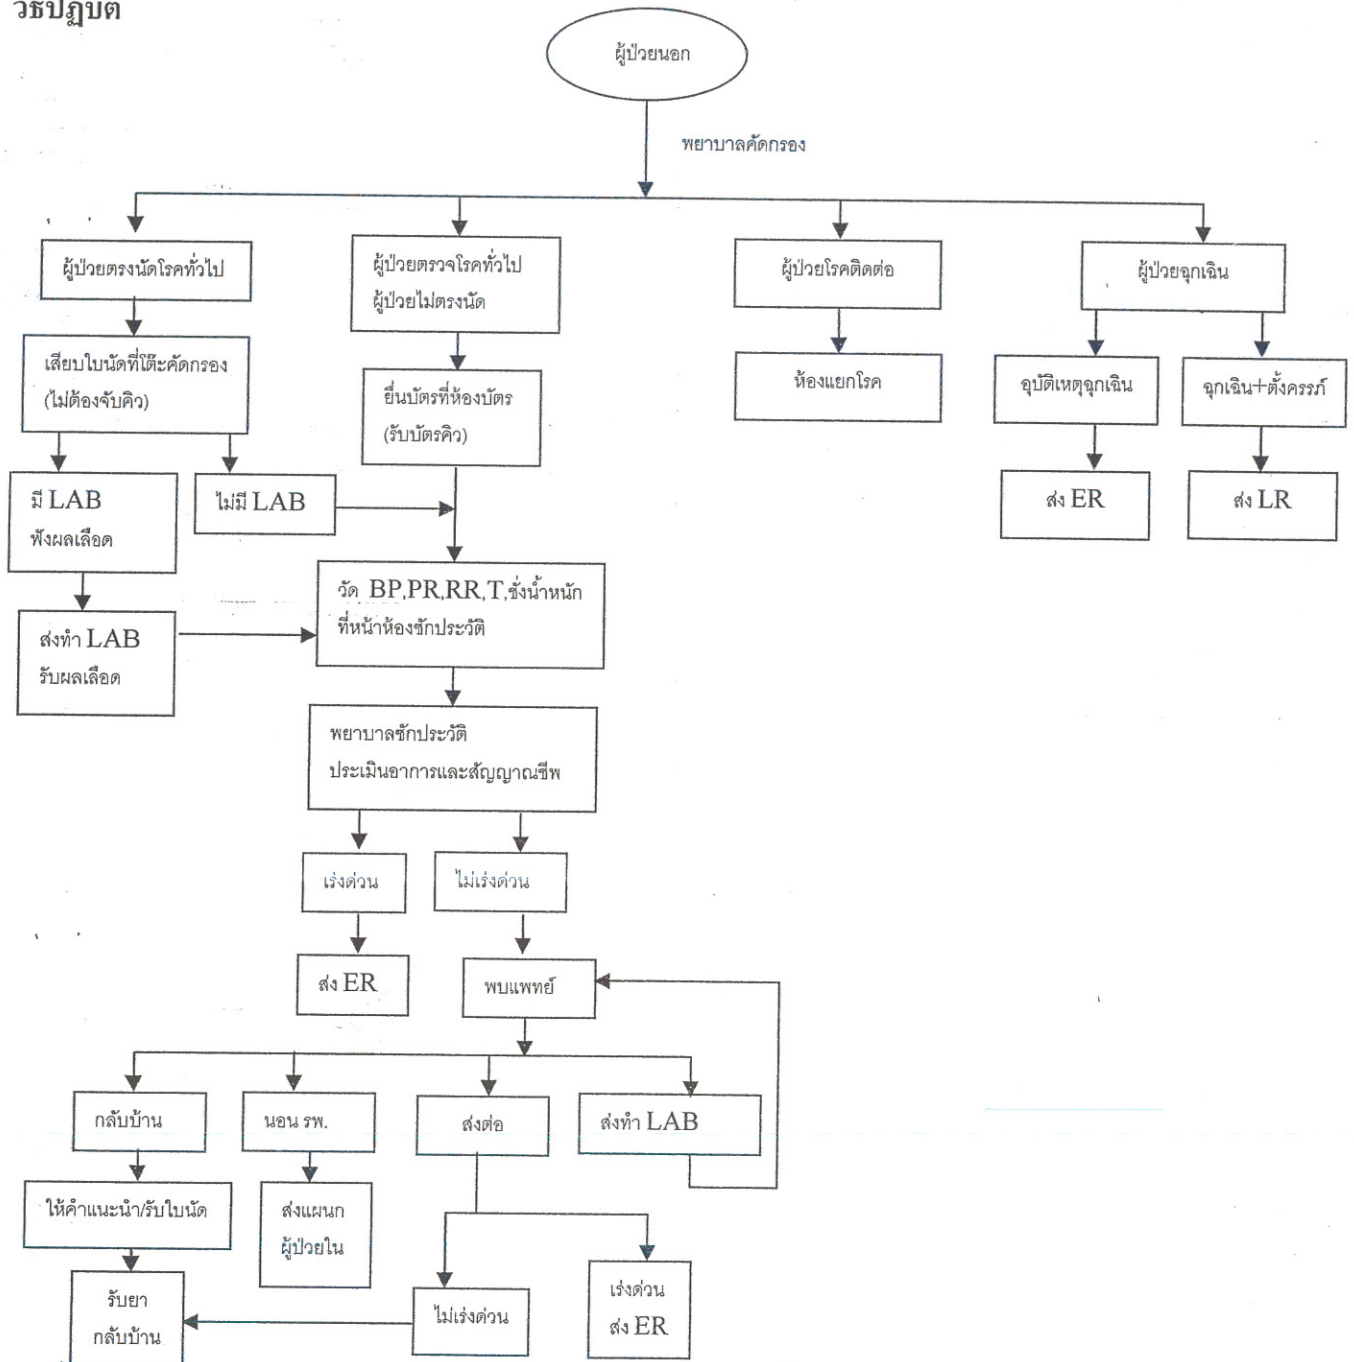 วิธีปฏิบัติ
ผู้ป่วยนอก
พยาบาลคัดกรอง
ผู้ป่วยตรงนัดโรคทั่วไป
ผู้ป่วยตรวจโรคทั่วไป
ผู้ป่วยไม่ตรงนัด
ผู้ป่วยโรคติดต่อ
ผู้ป่วยฉุกเฉิน
เสียบใบนัดที่โต๊ะคัดกรอง
(ไม่ต้องจับคิว)
ยื่นบัตรที่ห้องบัตร
(รับบัตรคิว)
ห้องแยกโรค
อุบัติเหตุฉุกเฉิน
ฉุกเฉิน+ตั้งครรภ์
มี LAB
ฟังผลเลือด
ไม่มี LAB
ส่ง ER
ส่ง LR
วัด BP,PR,RR,T,ชั่งน้ำหนัก
ที่หน้าห้องซักประวัติ
ส่งทำ LAB
รับผลเลือด
พยาบาลซักประวัติ
ประเมินอาการและสัญญาณชีพ
เร่งด่วน
ไม่เร่งด่วน
ส่ง ER
พบแพทย์
กลับบ้าน
นอน รพ.
ส่งต่อ
ส่งทำ LAB
ให้คำแนะนำ/รับใบนัด
ส่งแผนก
ผู้ป่วยใน
รับยา
กลับบ้าน
ไม่เร่งด่วน
เร่งด่วน
ส่ง ER